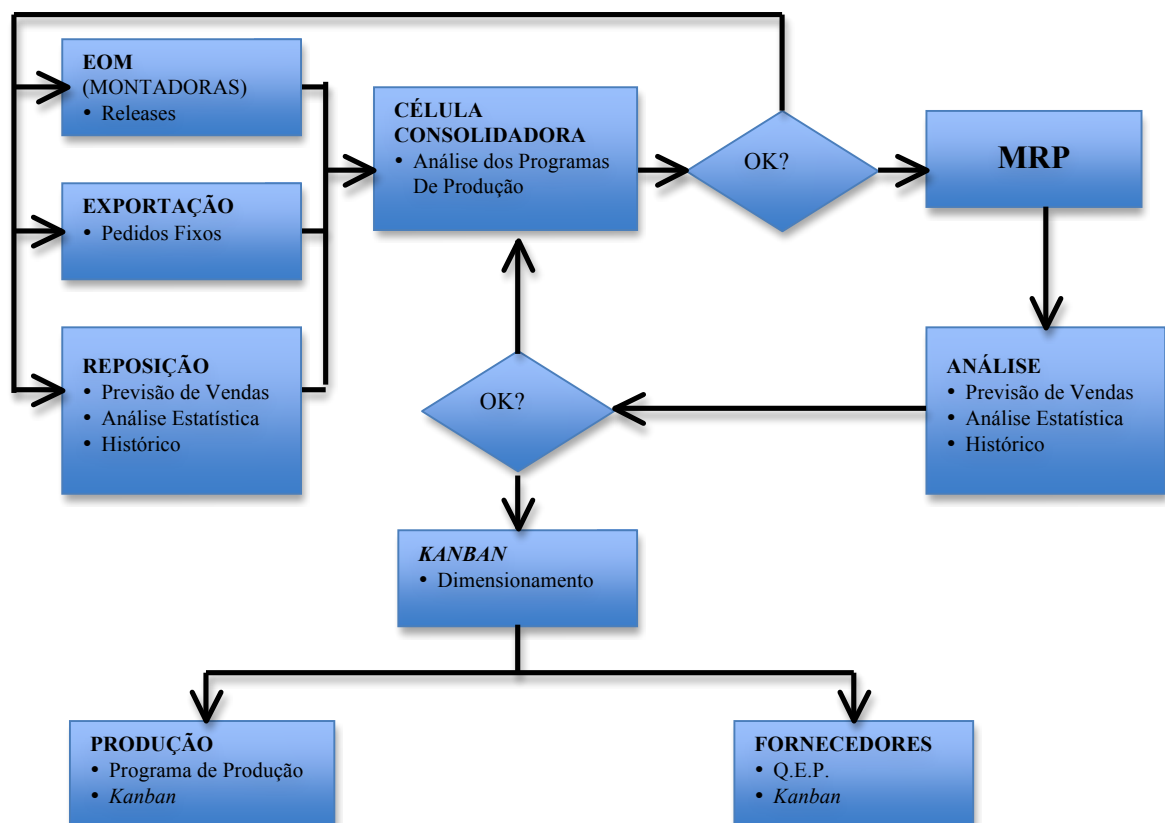 EOM
(MONTADORAS)
• Releases
EXPORTAÇÃO
• Pedidos Fixos
REPOSIÇÃO
• Previsão de Vendas
• Análise Estatística
• Histórico
CÉLULA
CONSOLIDADORA
• Análise dos Programas
De Produção
OK?
MRP
ANÁLISE
• Previsão de Vendas
• Análise Estatística
• Histórico
OK?
KANBAN
• Dimensionamento
PRODUÇÃO
• Programa de Produção
• Kanban
FORNECEDORES
• Q.E.P.
• Kanban